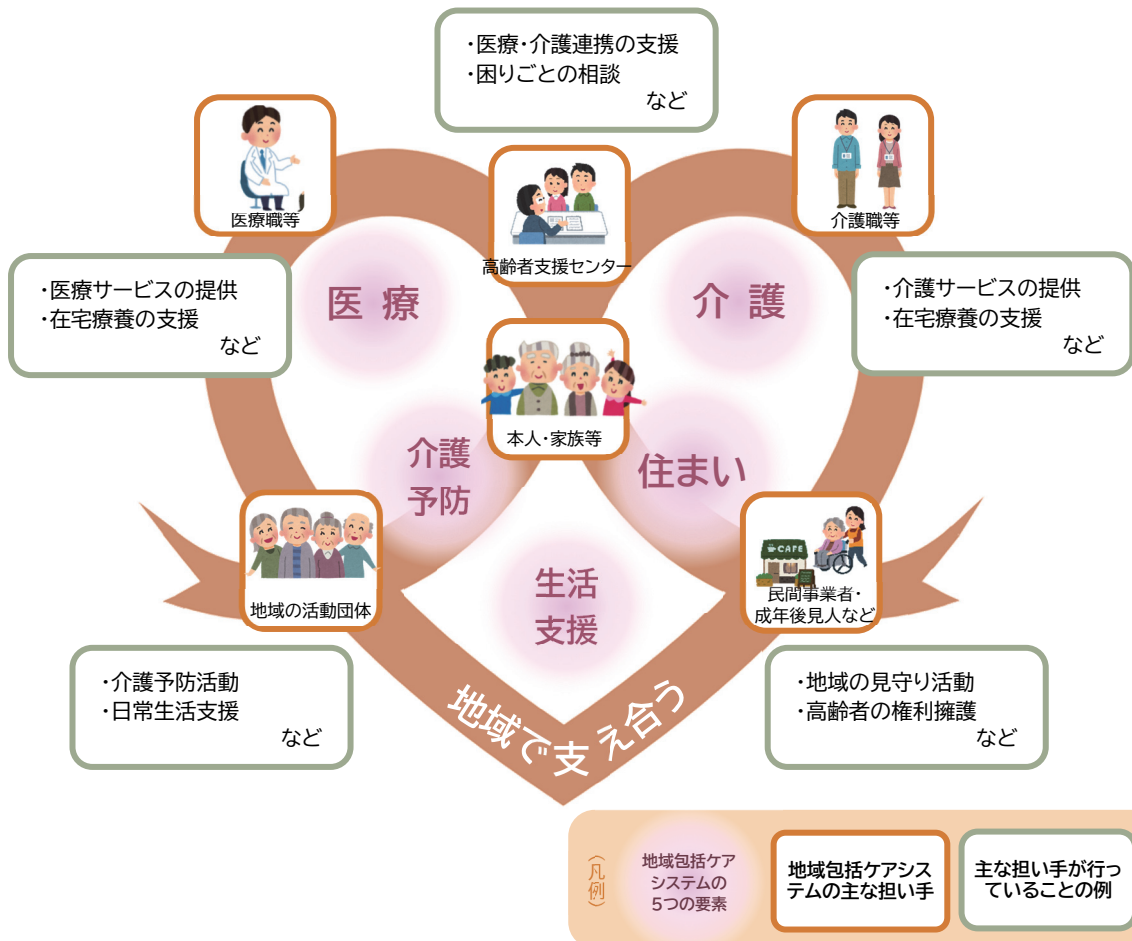 ・医療・介護連携の支援
・困りごとの相談
など
医療職等
高齢者支援センター
介護職等
・医療サービスの提供
・在宅療養の支援
など
医療
介護
・介護サービスの提供
・在宅療養の支援
など
本人・家族等
介護
予防
住まい
地域の活動団体
生活
支援
CAFE
民間事業者・
成年後見人など
・介護予防活動
・日常生活支援
など
地域で支え合う
・地域の見守り活動
・高齢者の権利擁護
など
（凡例）
地域包括ケア
システムの
5つの要素
地域包括ケアシス
テムの主な担い手
主な担い手が行っ
ていることの例